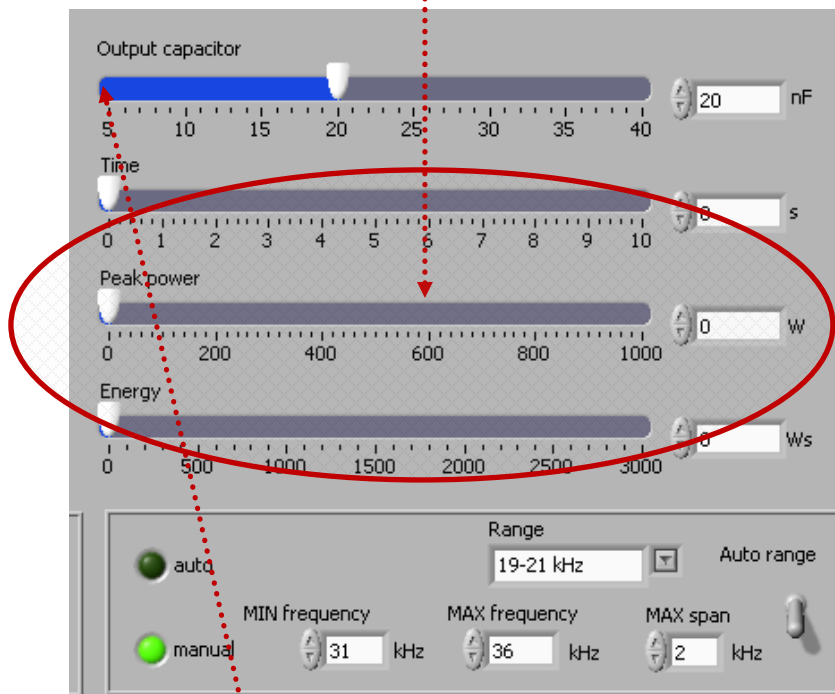 Output capacitor
20 nF
5 10 15 20 25 30 35 40
Time
0 s
0 1 2 3 4 5 6 7 8 9 10
Peak power
0 W
0 200 400 600 800 1000
Energy
0 Ws
0 500 1000 1500 2000 2500 3000
Range
auto 19-21 kHz Auto range
MIN frequency MAX frequency MAX span
manual 31 kHz 36 kHz 2 kHz